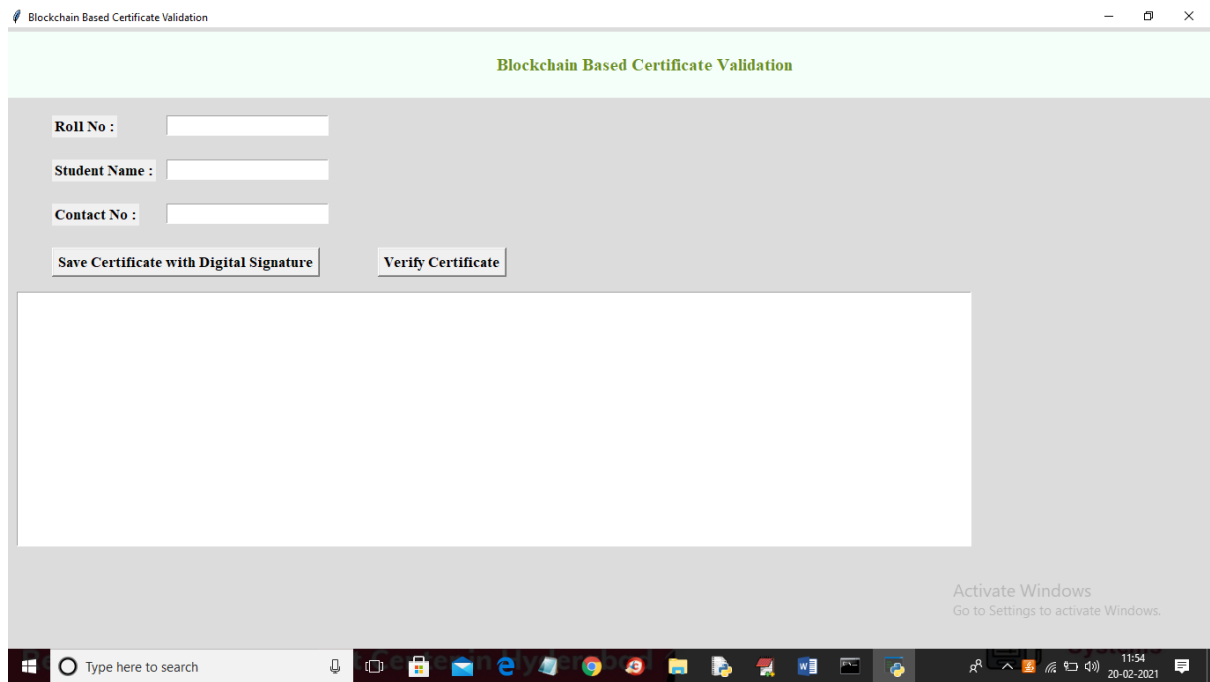 Blockchain Based Certificate Validation
Blockchain Based Certificate Validation
Roll No :
Student Name :
Contact No :
Save Certificate with Digital Signature
Verify Certificate
Activate Windows
Go to Settings to activate Windows.
Type here to search
11:54
20-02-2021